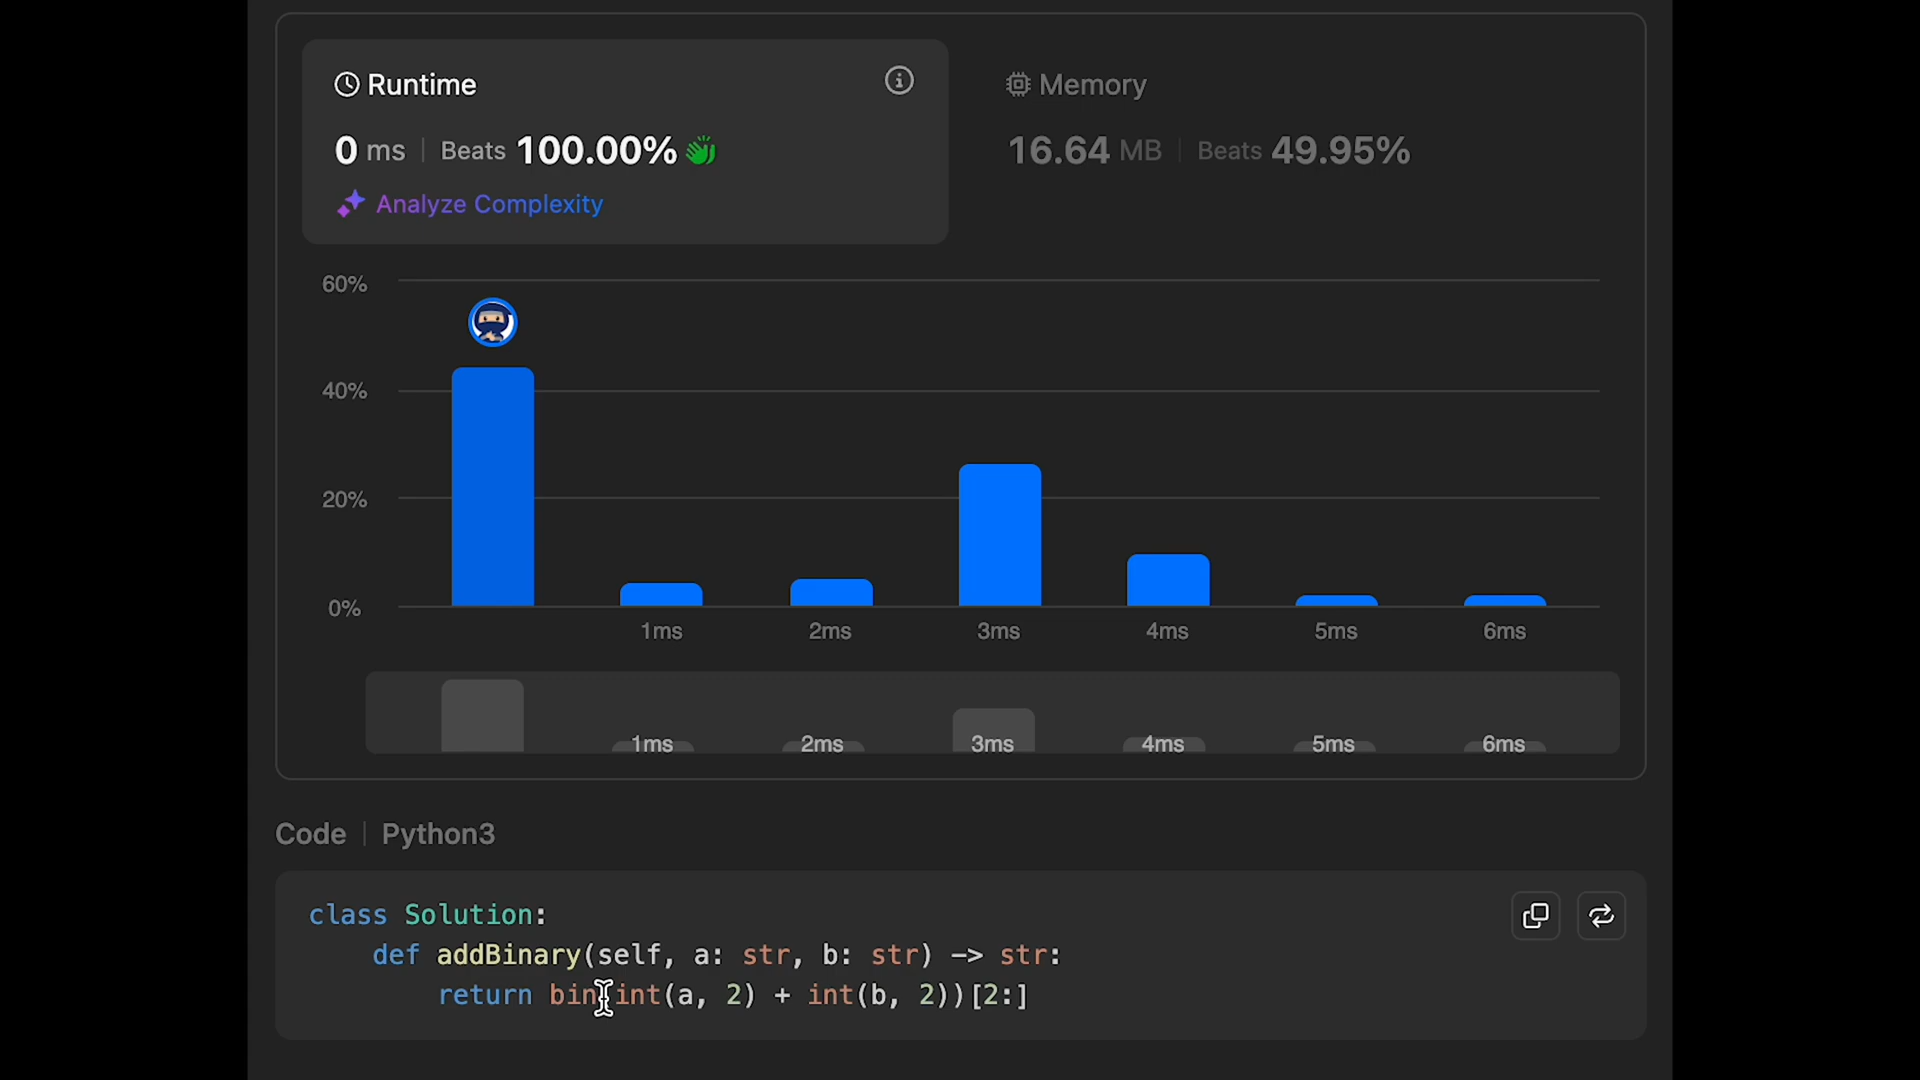 Runtime
0 ms | Beats 100.00%
Analyze Complexity
Memory
16.64 MB | Beats 49.95%
60%
40%
20%
0%
1ms 2ms 3ms 4ms 5ms 6ms
1ms 2ms 3ms 4ms 5ms 6ms
Code | Python3
class Solution:
    def addBinary(self, a: str, b: str) -> str:
        return bin(int(a, 2) + int(b, 2))[2:]